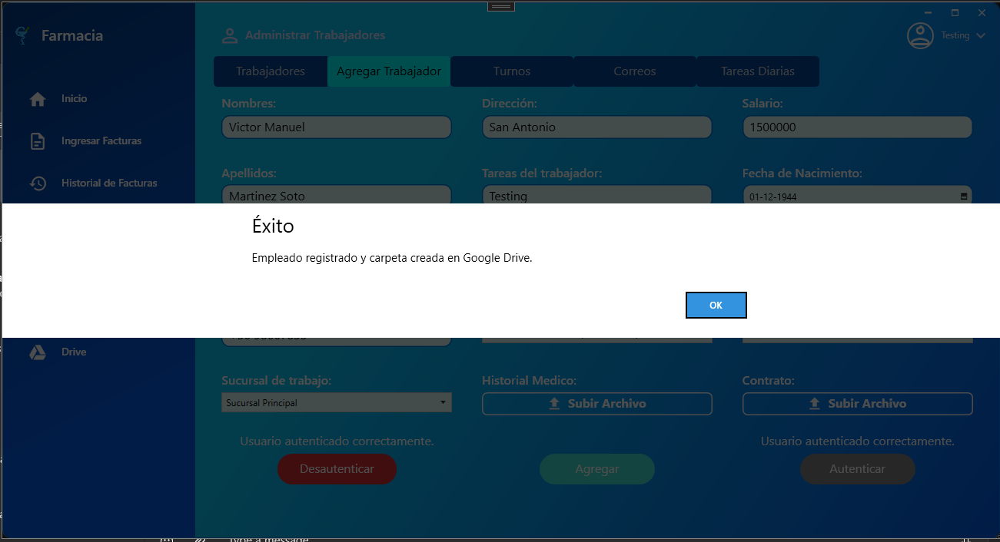 Farmacia
Administrar Trabajadores
Testing
Trabajadores
Agregar Trabajador
Turnos
Correos
Tareas Diarias
Inicio
Ingresar Facturas
Historial de Facturas
Drive
Nombres:
Dirección:
Salario:
Victor Manuel
San Antonio
1500000
Apellidos:
Tareas del trabajador:
Fecha de Nacimiento:
Martinez Soto
Testing
01-12-1944
Éxito
Empleado registrado y carpeta creada en Google Drive.
OK
Sucursal de trabajo:
Historial Medico:
Contrato:
Sucursal Principal
Subir Archivo
Subir Archivo
Usuario autenticado correctamente.
Usuario autenticado correctamente.
Desautenticar
Agregar
Autenticar
Type a message